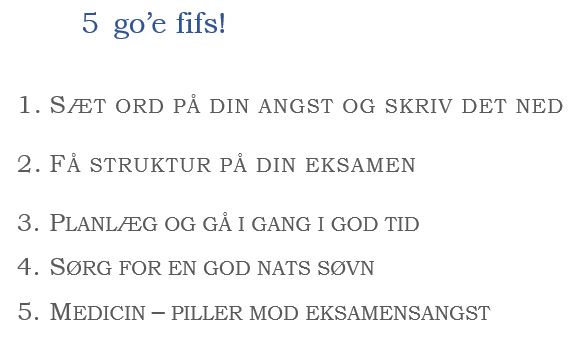 5 go’e fifs!
1. Sæt ord på din angst og skriv det ned
2. Få struktur på din eksamen
3. Planlæg og gå i gang i god tid
4. Sørg for en god nats søvn
5. Medicin – piller mod eksamensangst